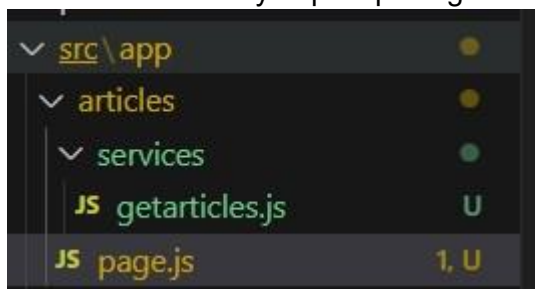 src\app
articles
services
JS getarticles.js U
JS page.js 1, U